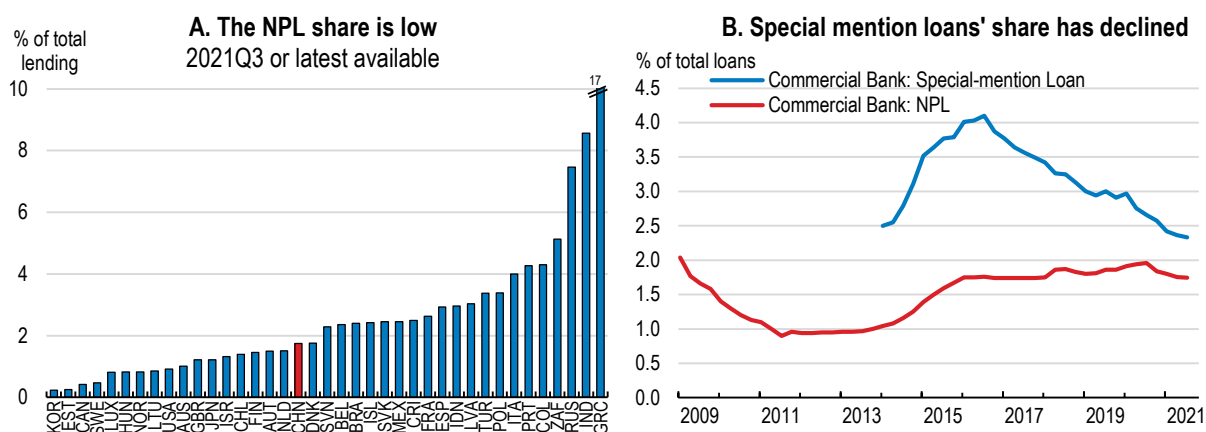 A. The NPL share is low
2021Q3 or latest available
% of total
lending
17
10
8
6
4
2
0
KOR
EST
CAN
SWE
LUX
HUN
NOR
LTU
USA
AUS
GBR
JPN
ISR
CHL
FIN
AUT
NLD
CHN
DNK
SVN
BEL
BRA
ISL
SVK
MEX
CRI
FRA
ESP
IDN
LVA
TUR
POL
ITA
PRT
COL
ZAF
RUS
IND
GRC
B. Special mention loans' share has declined
% of total loans
Commercial Bank: Special-mention Loan
Commercial Bank: NPL
4.5
4.0
3.5
3.0
2.5
2.0
1.5
1.0
0.5
0.0
2009
2011
2013
2015
2017
2019
2021